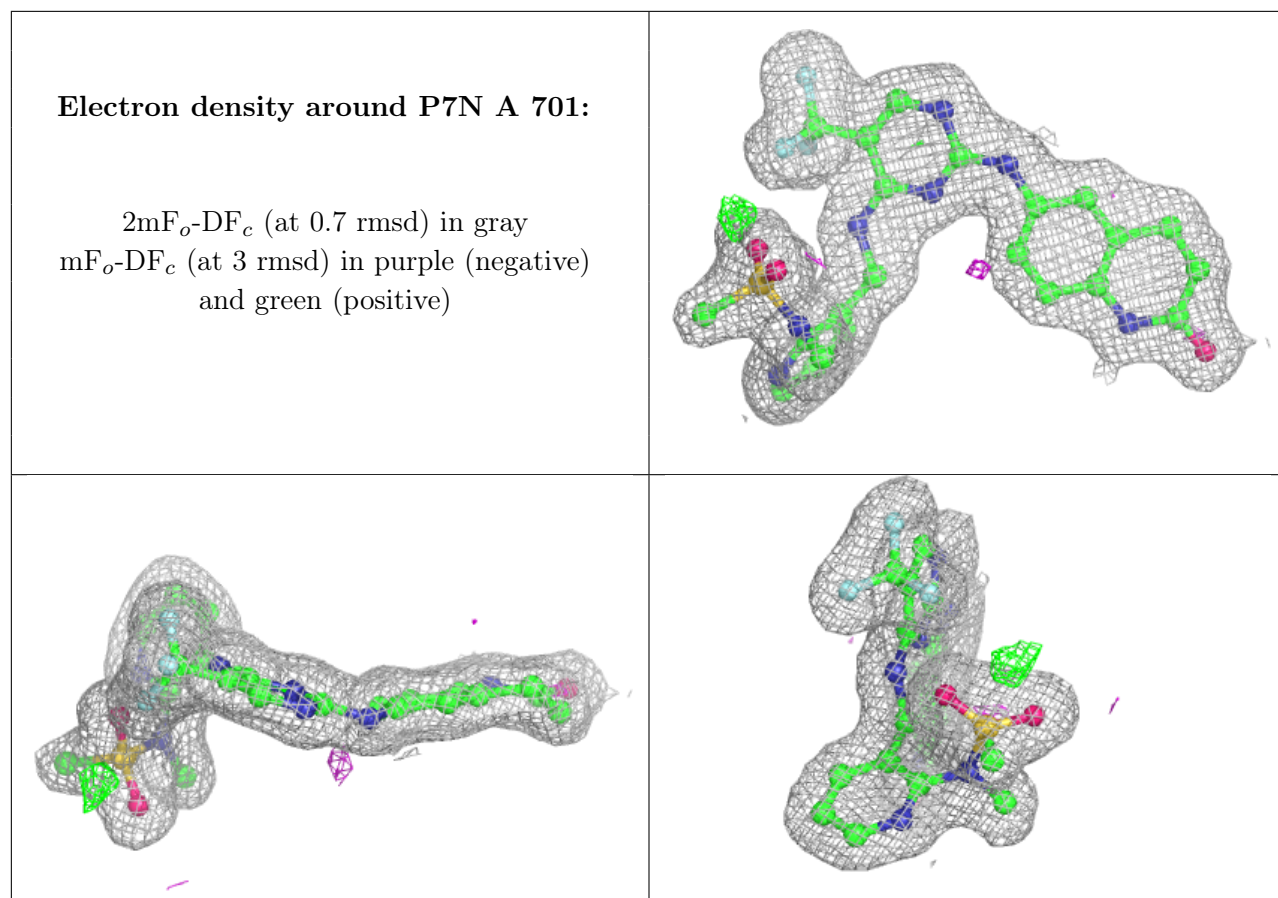 Electron density around P7N A 701:
2mFo-DFc (at 0.7 rmsd) in gray
mFo-DFc (at 3 rmsd) in purple (negative)
and green (positive)